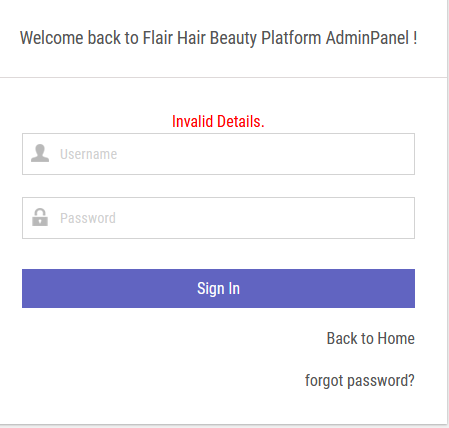 Welcome back to Flair Hair Beauty Platform AdminPanel !
Invalid Details.
Username
Password
Sign In
Back to Home
forgot password?